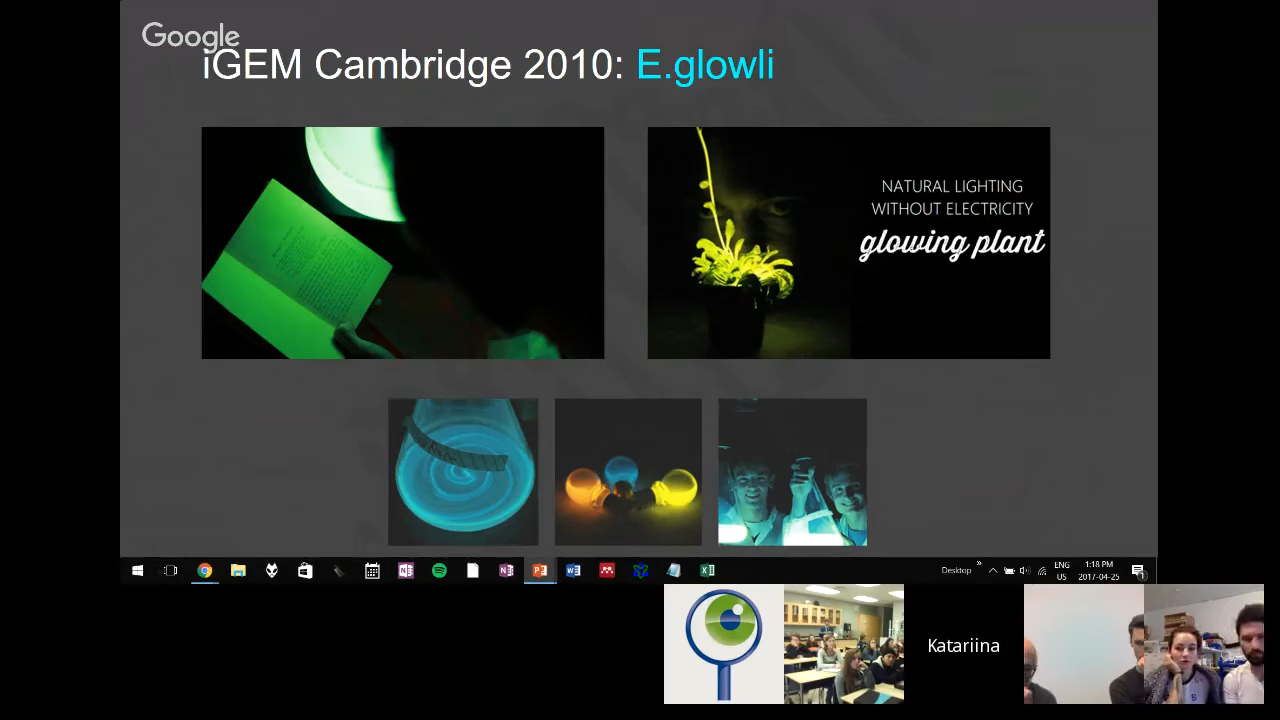 Google
iGEM Cambridge 2010: E.glowli
NATURAL LIGHTING
WITHOUT ELECTRICITY
glowing plant
Desktop
ENG
US
1:18 PM
2017-04-25
1
Katariina